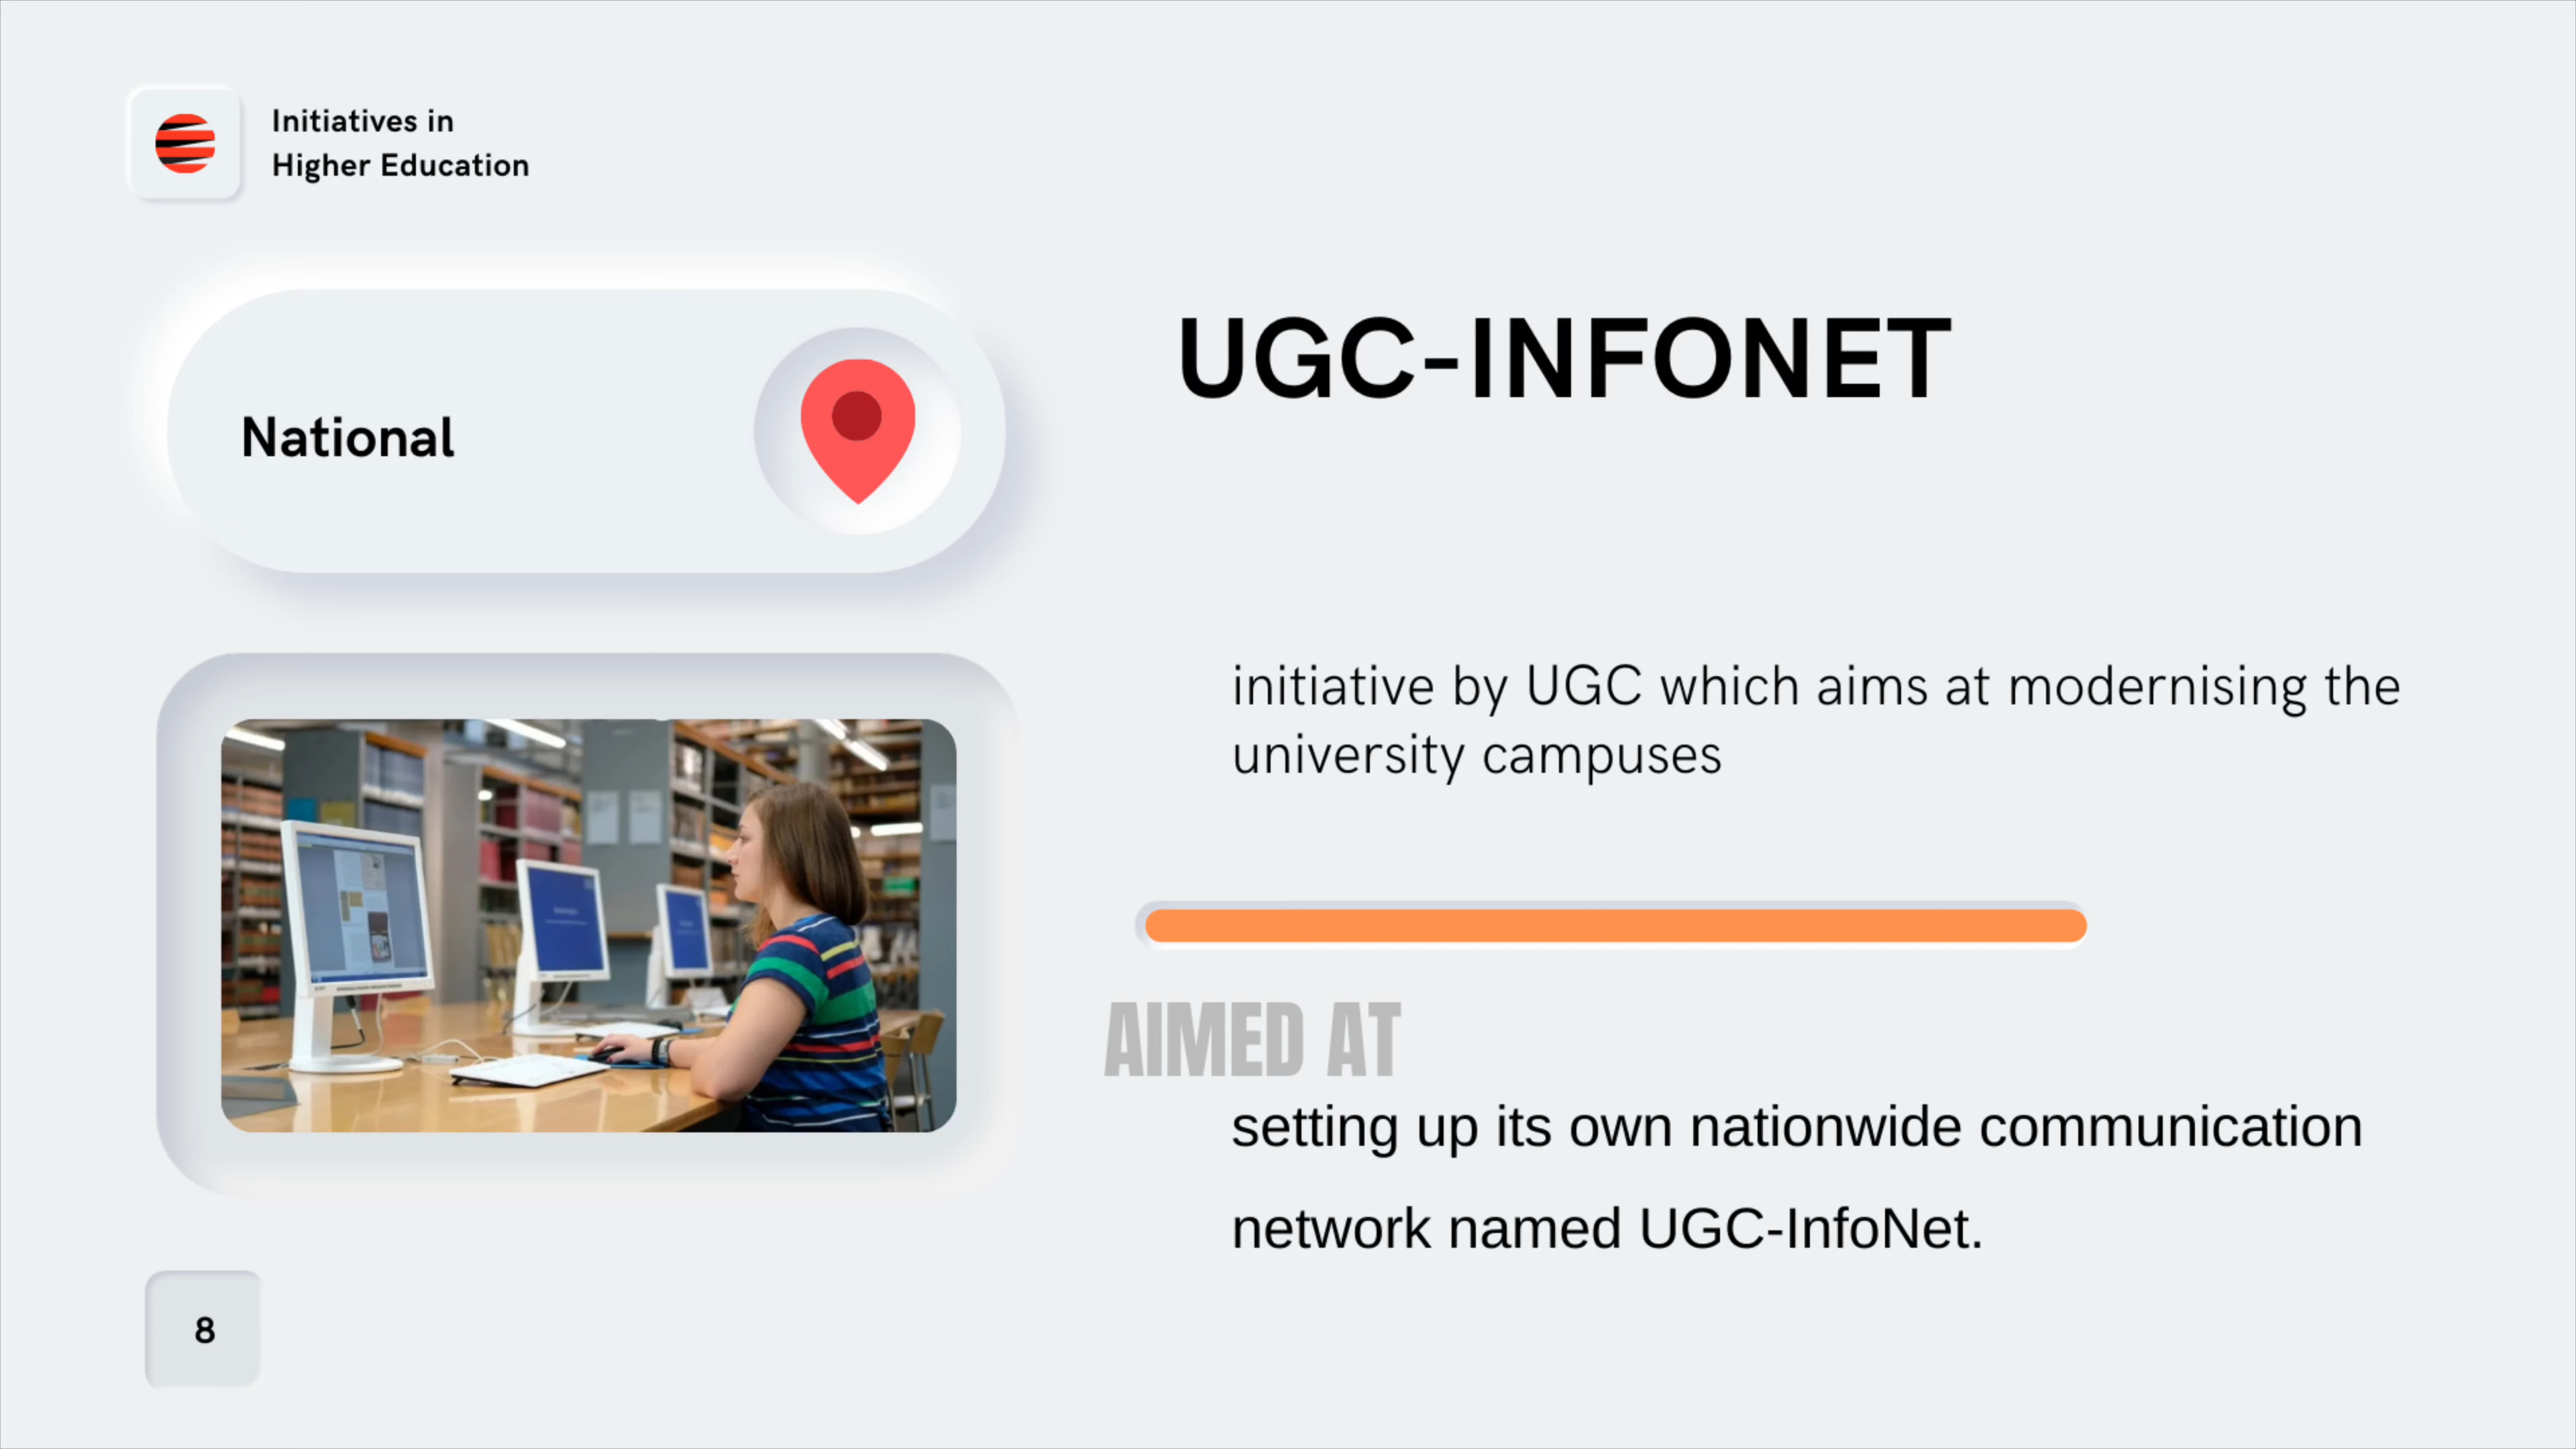 Initiatives in
Higher Education
National
UGC-INFONET
initiative by UGC which aims at modernising the
university campuses
AIMED AT
setting up its own nationwide communication
network named UGC-InfoNet.
8